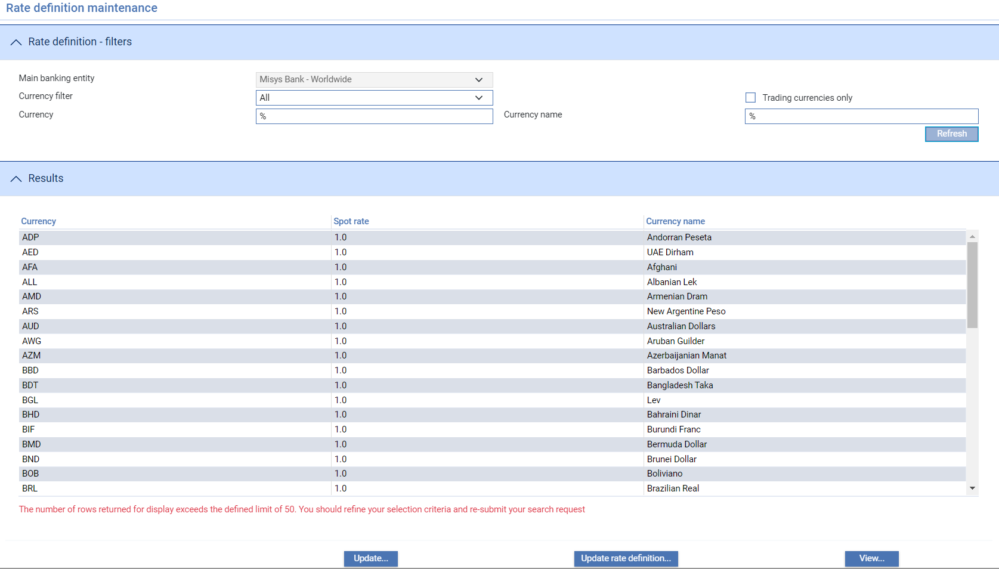 Rate definition maintenance
Rate definition - filters
Main banking entity Misys Bank - Worldwide
Currency filter All Trading currencies only
Currency % Currency name %
Refresh
Results
Currency Spot rate Currency name
ADP 1.0 Andorran Peseta
AED 1.0 UAE Dirham
AFA 1.0 Afghani
ALL 1.0 Albanian Lek
AMD 1.0 Armenian Dram
ARS 1.0 New Argentine Peso
AUD 1.0 Australian Dollars
AWG 1.0 Aruban Guilder
AZM 1.0 Azerbaijanian Manat
BBD 1.0 Barbados Dollar
BDT 1.0 Bangladesh Taka
BGL 1.0 Lev
BHD 1.0 Bahraini Dinar
BIF 1.0 Burundi Franc
BMD 1.0 Bermuda Dollar
BND 1.0 Brunei Dollar
BOB 1.0 Boliviano
BRL 1.0 Brazilian Real
The number of rows returned for display exceeds the defined limit of 50. You should refine your selection criteria and re-submit your search request
Update... Update rate definition... View...